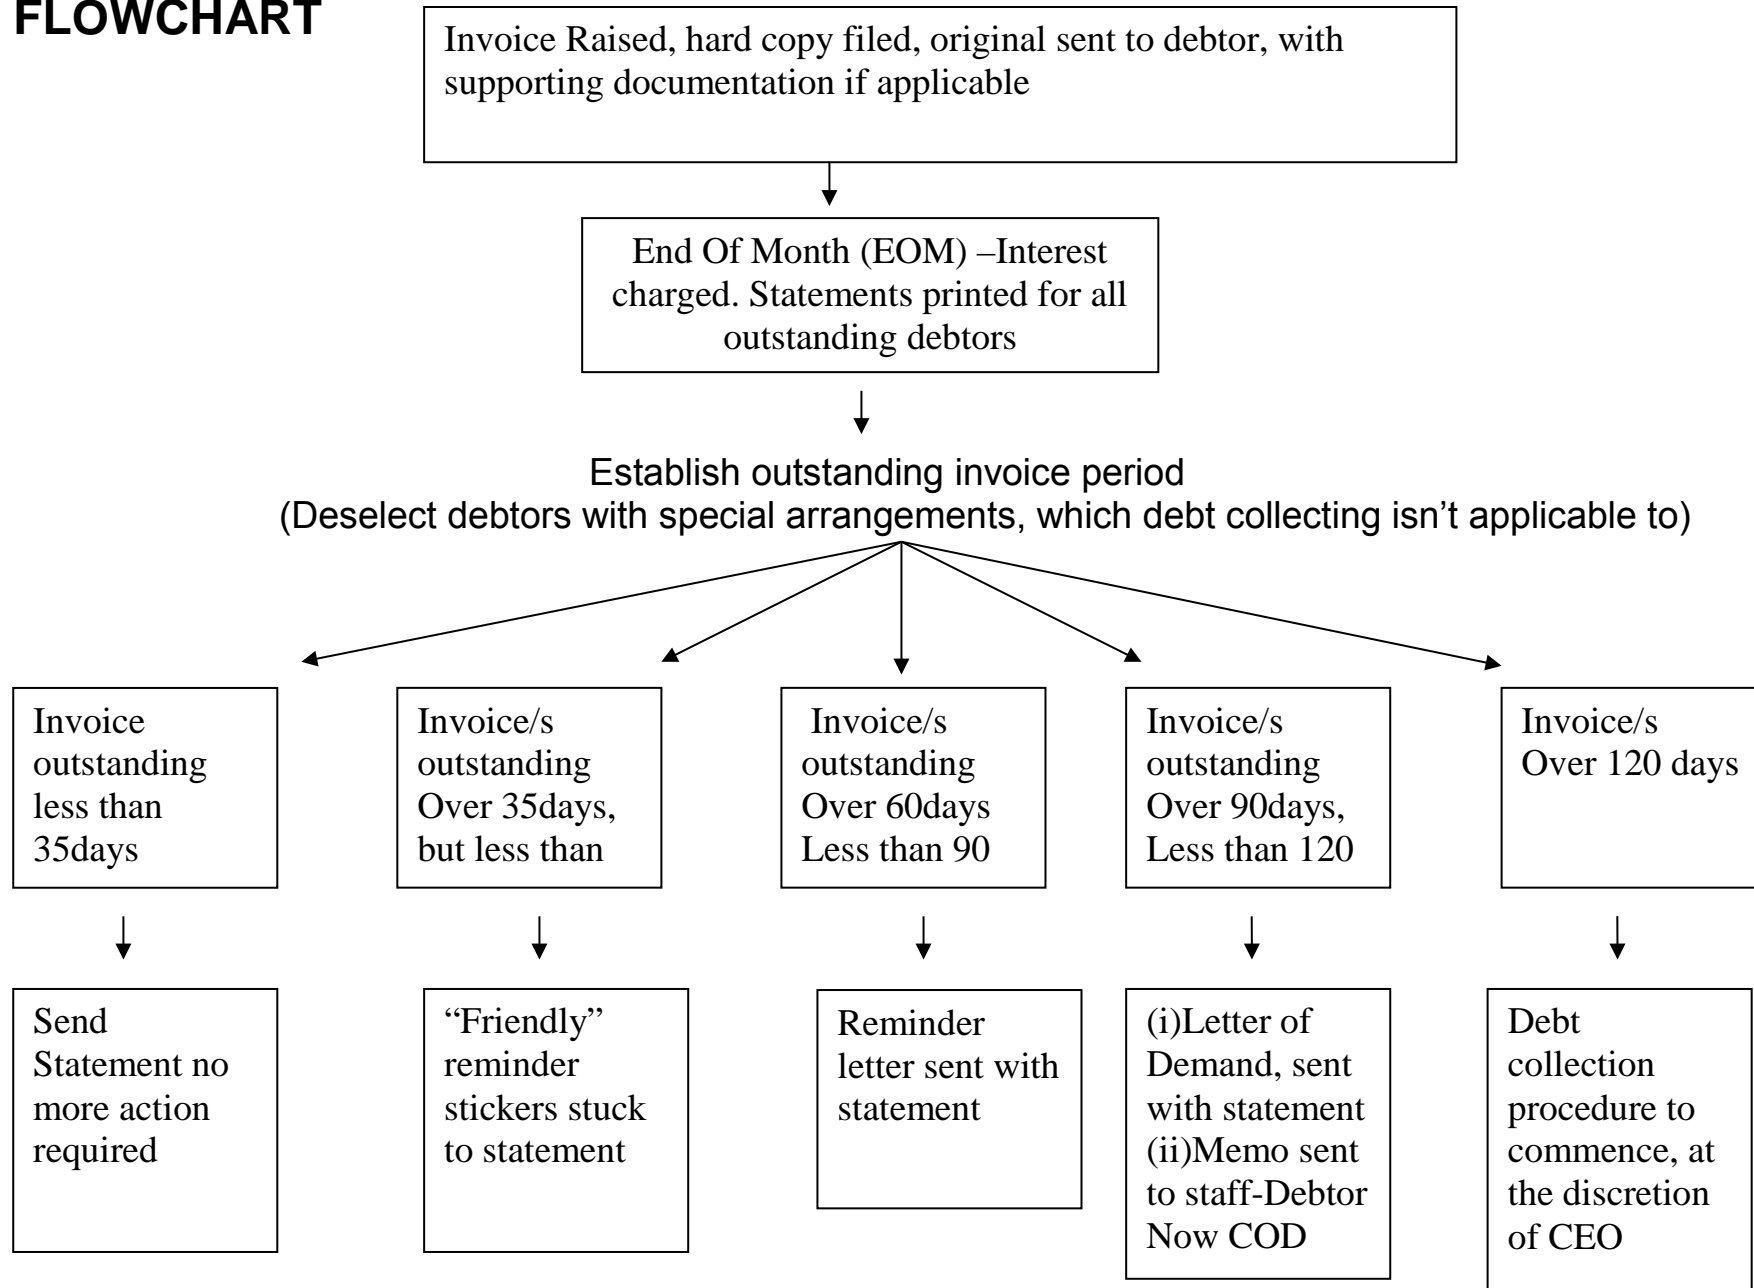 FLOWCHART
Invoice Raised, hard copy filed, original sent to debtor, with
supporting documentation if applicable
End Of Month (EOM) –Interest
charged. Statements printed for all
outstanding debtors
Establish outstanding invoice period
(Deselect debtors with special arrangements, which debt collecting isn’t applicable to)
Invoice
outstanding
less than
35days
Invoice/s
outstanding
Over 35days,
but less than
Invoice/s
outstanding
Over 60days
Less than 90
Invoice/s
outstanding
Over 90days,
Less than 120
Invoice/s
Over 120 days
Send
Statement no
more action
required
“Friendly”
reminder
stickers stuck
to statement
Reminder
letter sent with
statement
(i)Letter of
Demand, sent
with statement
(ii)Memo sent
to staff-Debtor
Now COD
Debt
collection
procedure to
commence, at
the discretion
of CEO